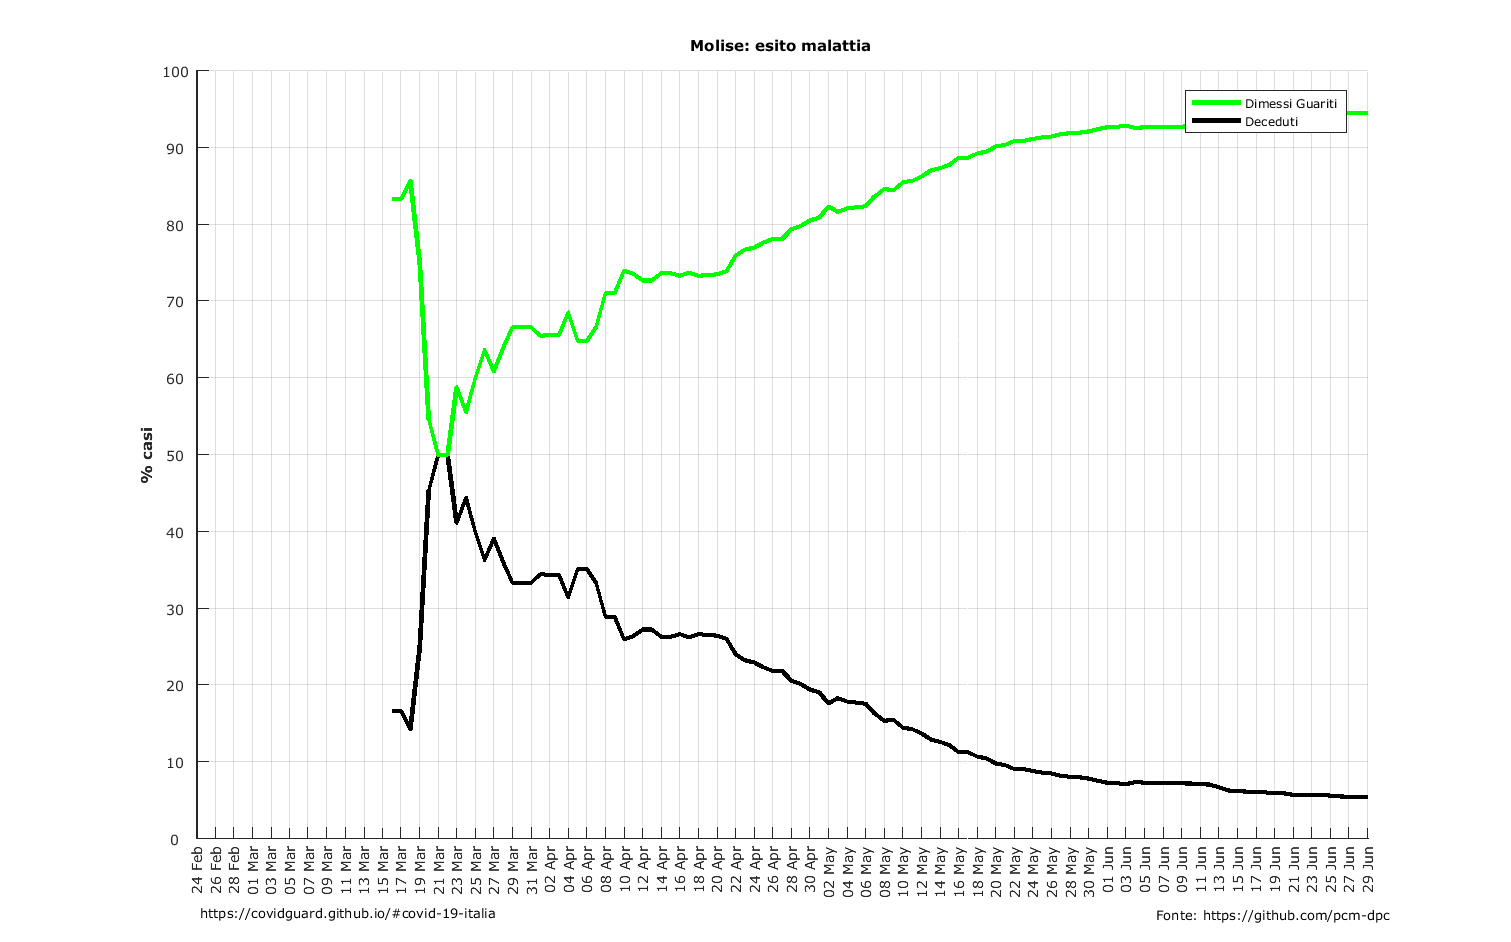 Molise: esito malattia
% casi
100
90
80
70
60
50
40
30
20
10
0
Dimessi Guariti
Deceduti
24 Feb
26 Feb
28 Feb
01 Mar
03 Mar
05 Mar
07 Mar
09 Mar
11 Mar
13 Mar
15 Mar
17 Mar
19 Mar
21 Mar
23 Mar
25 Mar
27 Mar
29 Mar
31 Mar
02 Apr
04 Apr
06 Apr
08 Apr
10 Apr
12 Apr
14 Apr
16 Apr
18 Apr
20 Apr
22 Apr
24 Apr
26 Apr
28 Apr
30 Apr
02 May
04 May
06 May
08 May
10 May
12 May
14 May
16 May
18 May
20 May
22 May
24 May
26 May
28 May
30 May
01 Jun
03 Jun
05 Jun
07 Jun
09 Jun
11 Jun
13 Jun
15 Jun
17 Jun
19 Jun
21 Jun
23 Jun
25 Jun
27 Jun
29 Jun
https://covidguard.github.io/#covid-19-italia
Fonte: https://github.com/pcm-dpc